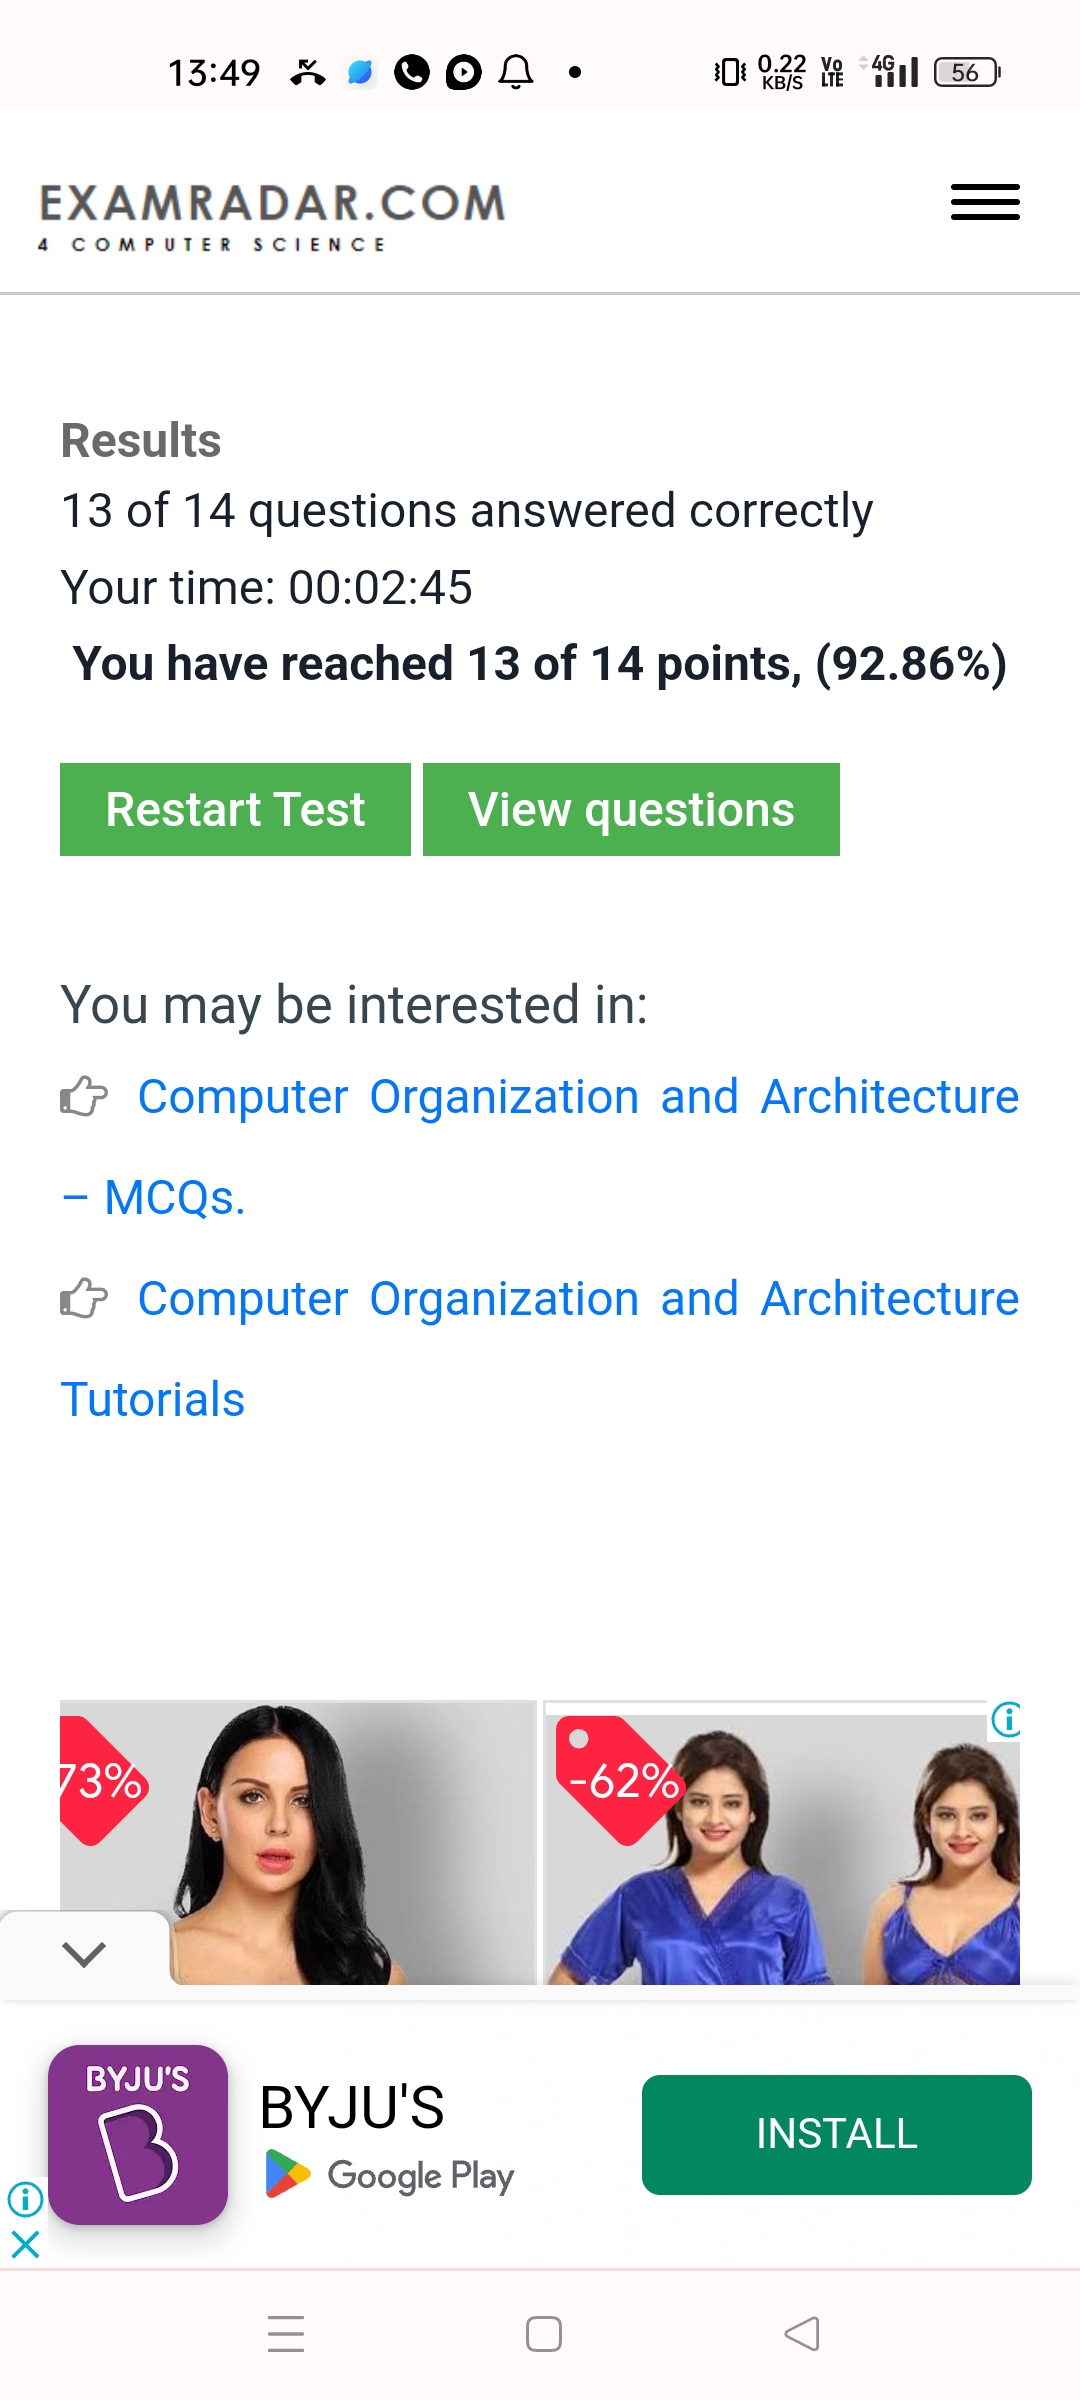 13:49
0.22 KB/S
Vo LTE
4G
56
EXAMRADAR.COM
4 COMPUTER SCIENCE
Results
13 of 14 questions answered correctly
Your time: 00:02:45
You have reached 13 of 14 points, (92.86%)
Restart Test
View questions
You may be interested in:
Computer Organization and Architecture
– MCQs.
Computer Organization and Architecture
Tutorials
73%
-62%
BYJU'S
BYJU'S
Google Play
INSTALL